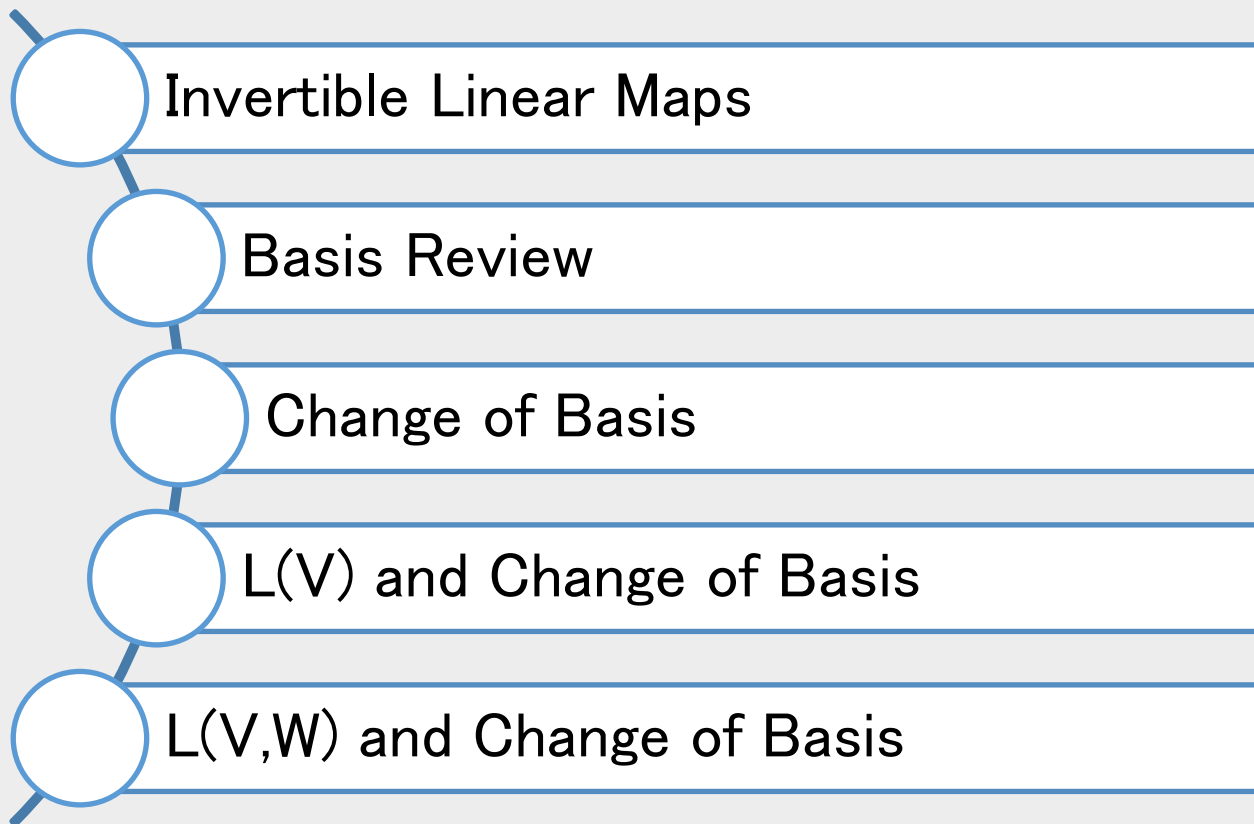 Invertible Linear Maps
Basis Review
Change of Basis
L(V) and Change of Basis
L(V,W) and Change of Basis